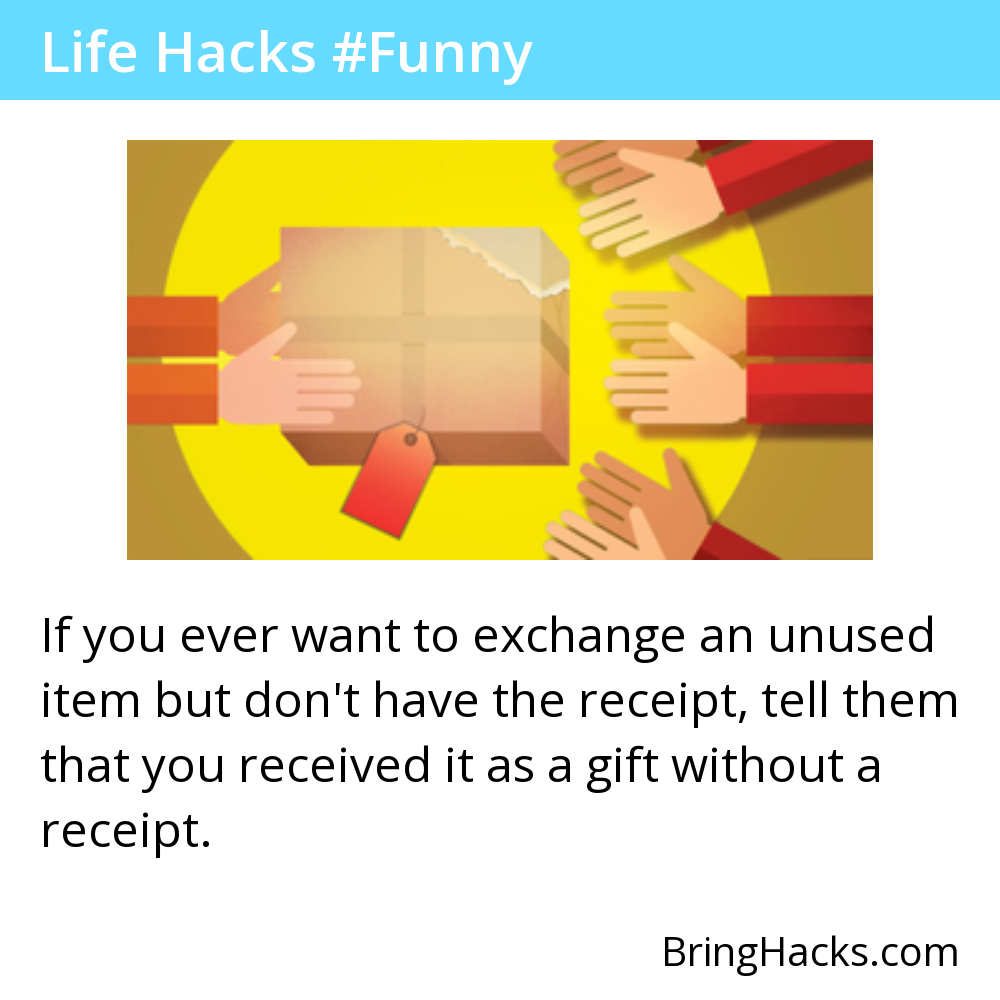 Life Hacks #Funny
If you ever want to exchange an unused
item but don't have the receipt, tell them
that you received it as a gift without a
receipt.
BringHacks.com